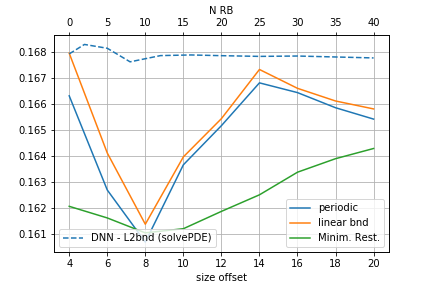 N RB
0 5 10 15 20 25 30 35 40
0.168
0.167
0.166
0.165
0.164
0.163
0.162
0.161
DNN - L2bnd (solvePDE)
periodic
linear bnd
Minim. Rest.
4 6 8 10 12 14 16 18 20
size offset